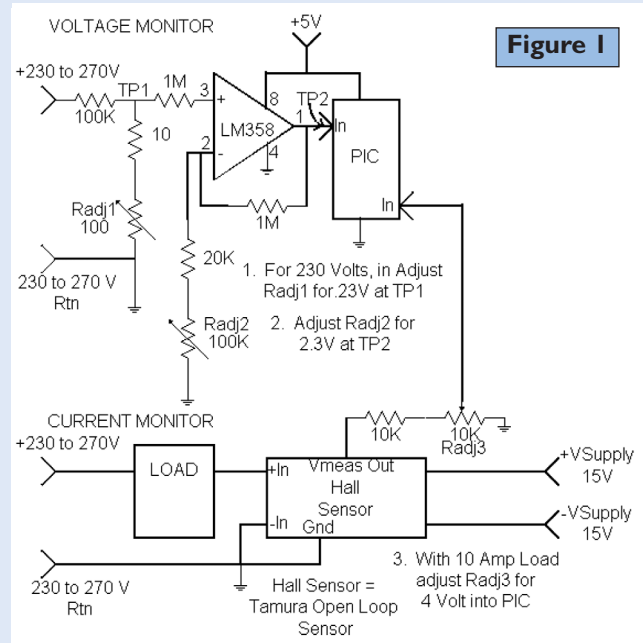 VOLTAGE MONITOR
Figure 1
+5V
+230 to 270V
TP1
1M
100K
10
3
+
8
TP2
1
In
LM358
2
-
4
PIC
In
Radj1
100
1M
20K
230 to 270 V
Rtn
1. For 230 Volts, in Adjust
Radj1 for.23V at TP1
Radj2
100K
2. Adjust Radj2 for
2.3V at TP2
CURRENT MONITOR
+230 to 270V
10K
10K
Radj3
LOAD
+In
Vmeas Out
Hall
Sensor
-In
Gnd
+VSupply
15V
-VSupply
15V
230 to 270 V
Rtn
Hall Sensor =
Tamura Open Loop
Sensor
3. With 10 Amp Load
adjust Radj3 for
4 Volt into PIC